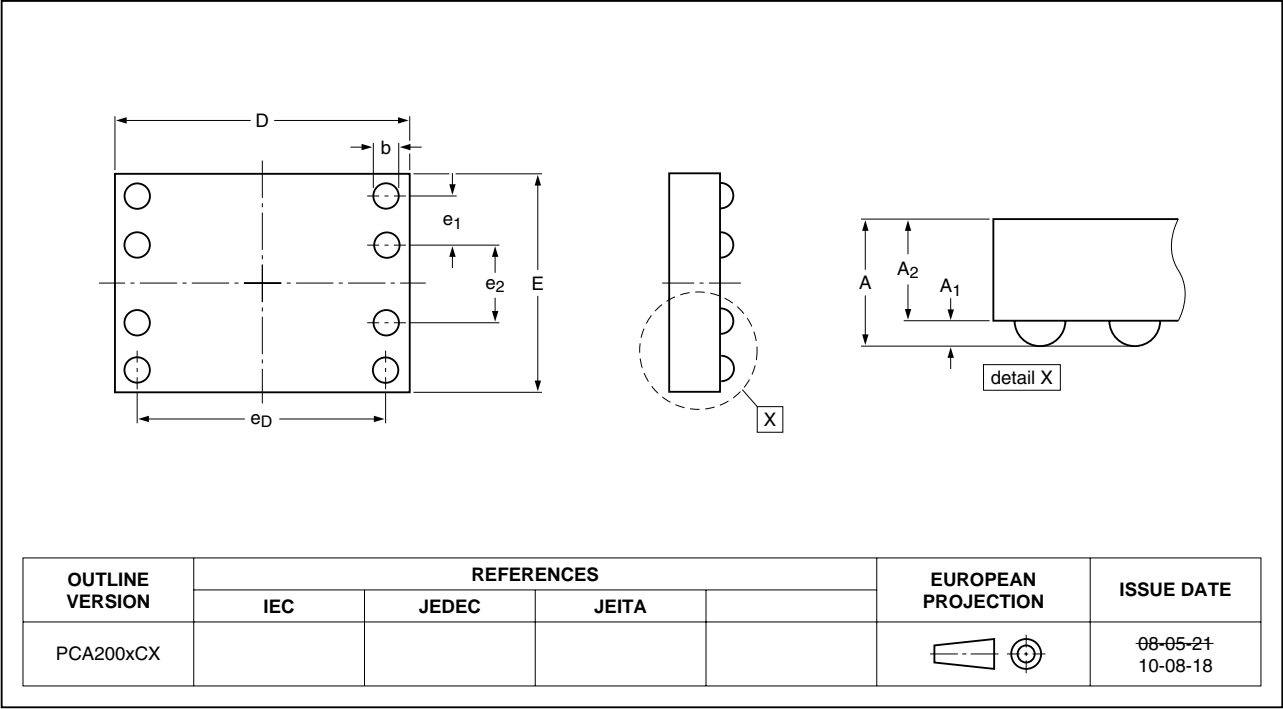 D
b
e1
e2
E
eD
X
A
A2
A1
detail X
OUTLINE VERSION
REFERENCES
EUROPEAN PROJECTION
ISSUE DATE
IEC
JEDEC
JEITA
PCA200xCX
08-05-21
10-08-18